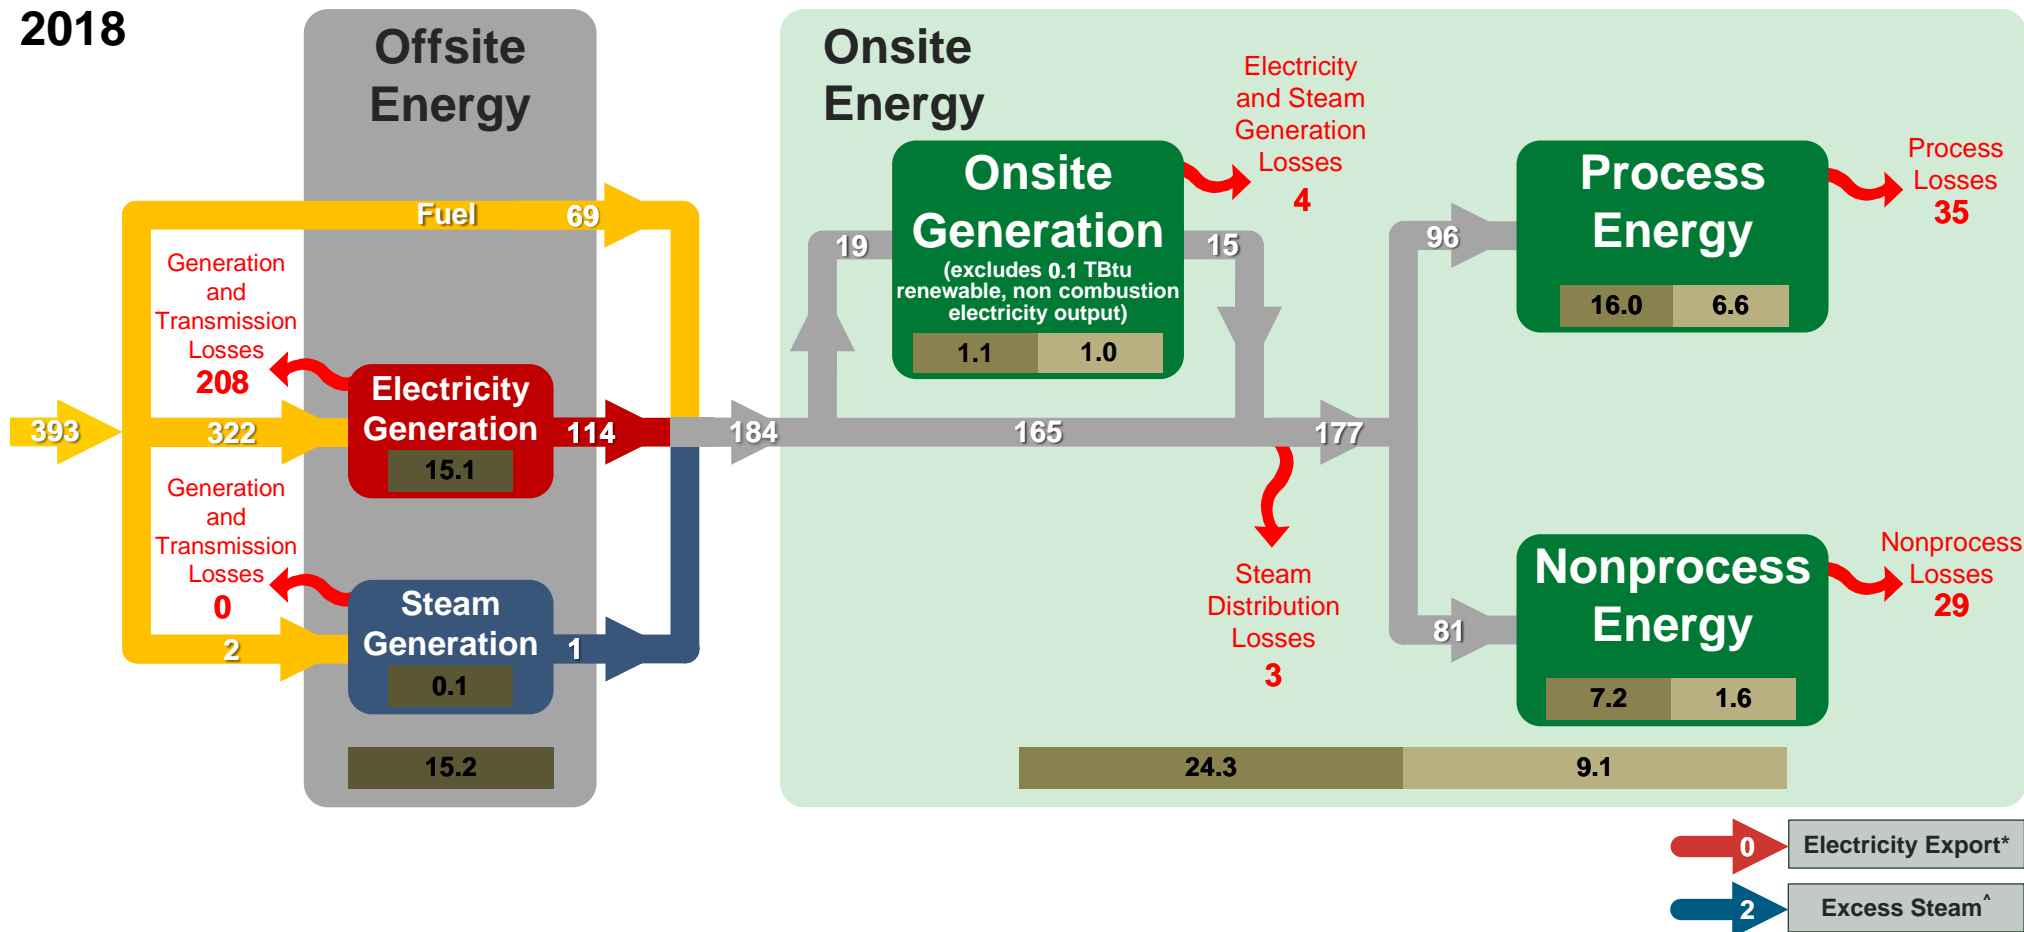 2018
Offsite
Energy
Onsite
Energy
Fuel
69
Generation
and
Transmission
Losses
208
393
322
Electricity
Generation
15.1
114
Generation
and
Transmission
Losses
0
2
Steam
Generation
0.1
1
15.2
184
19
Onsite
Generation
(excludes 0.1 TBtu
renewable, non combustion
electricity output)
1.1
1.0
Electricity
and Steam
Generation
Losses
4
15
165
177
Steam
Distribution
Losses
3
96
Process
Energy
16.0
6.6
Process
Losses
35
81
Nonprocess
Energy
7.2
1.6
Nonprocess
Losses
29
24.3
9.1
0
Electricity Export*
2
Excess Steam^